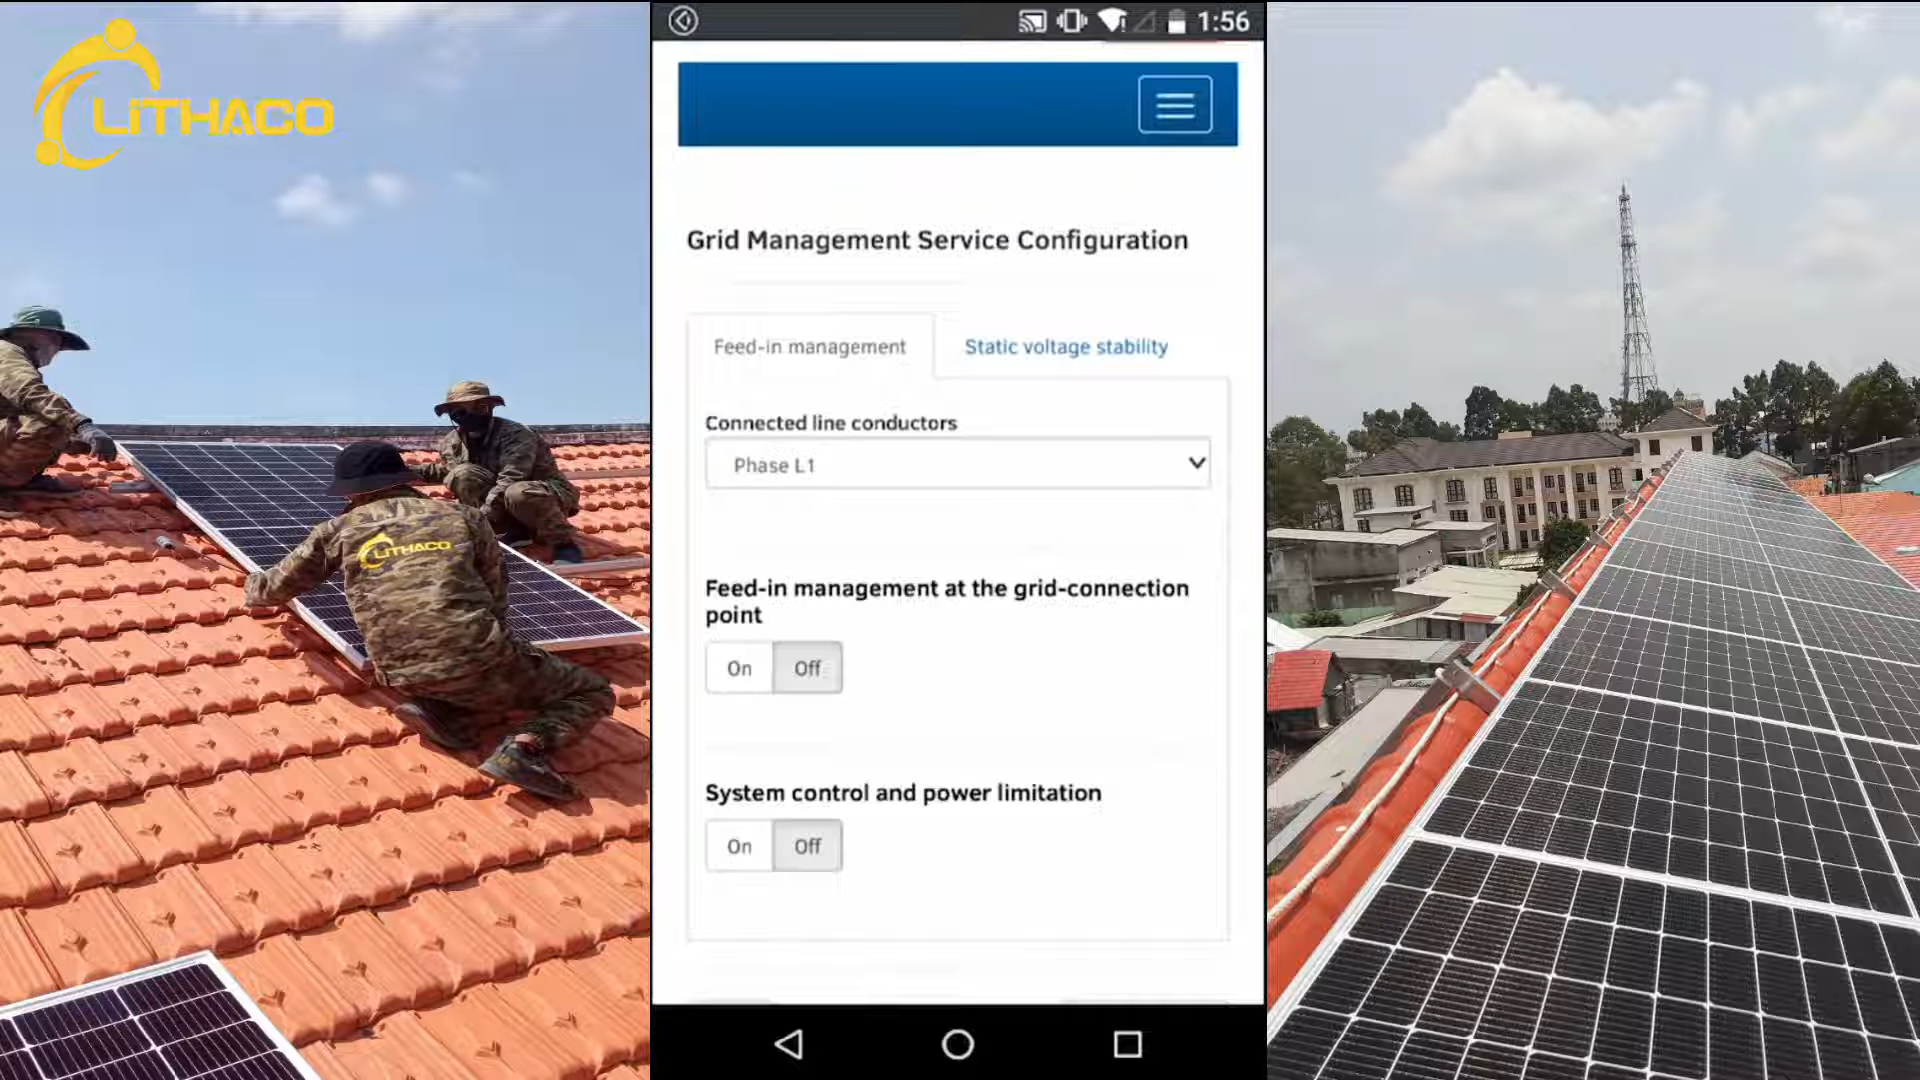 LiTHACO
1:56
Grid Management Service Configuration
Feed-in management
Static voltage stability
Connected line conductors
Phase L1
Feed-in management at the grid-connection
point
On
Off
System control and power limitation
On
Off
LiTHACO